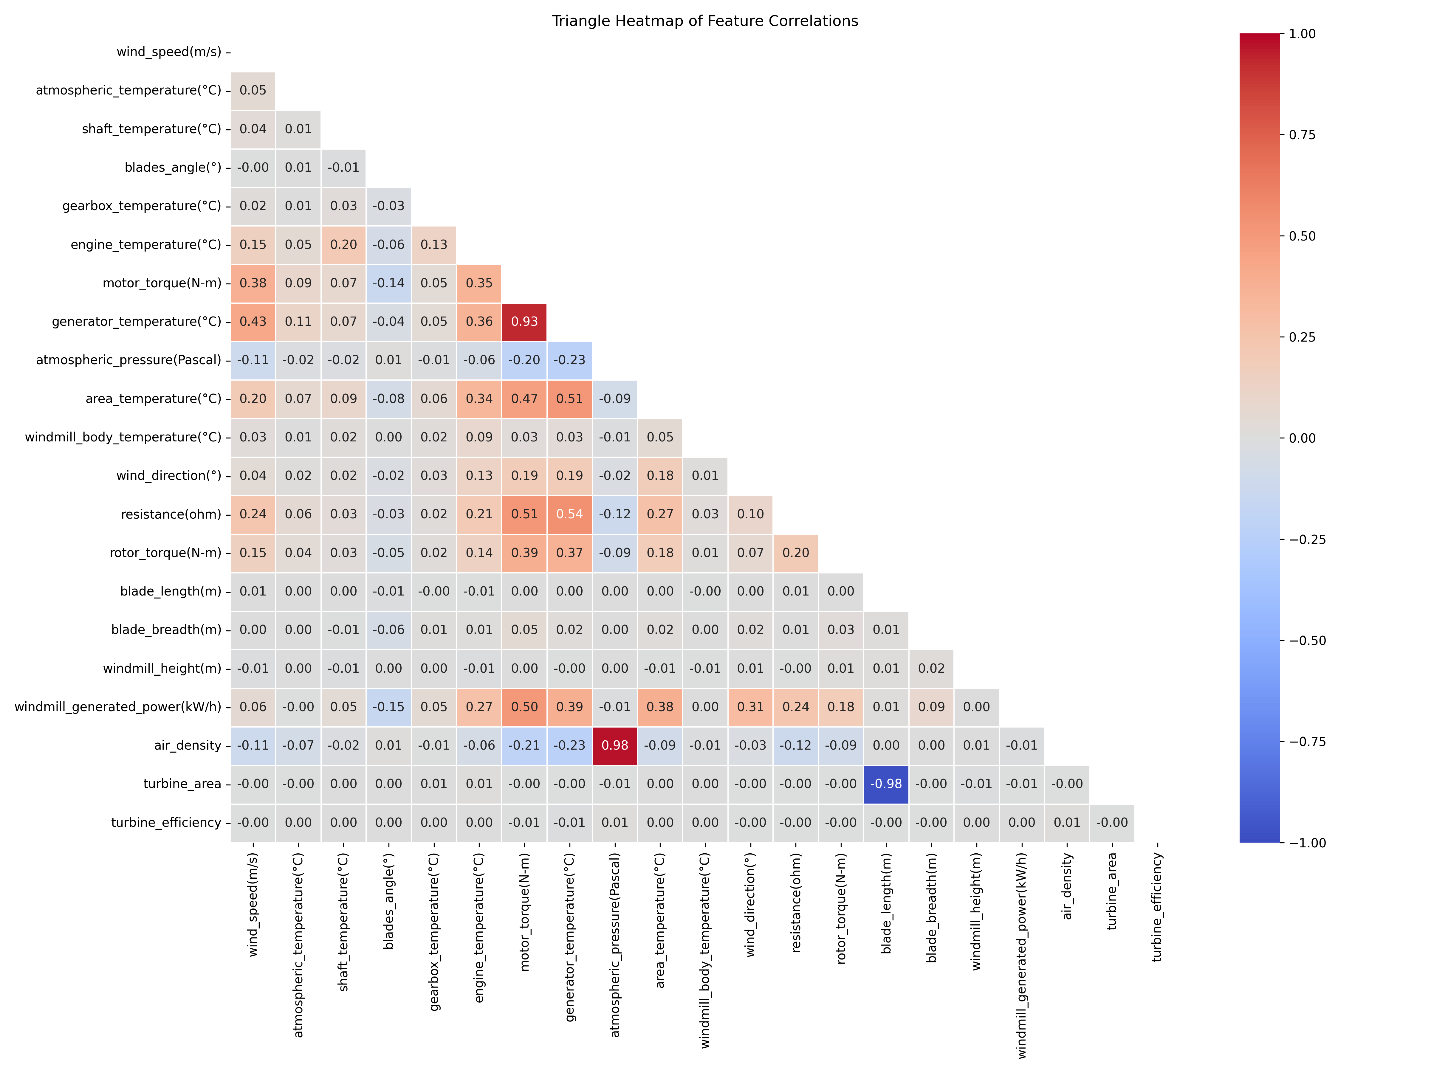 Triangle Heatmap of Feature Correlations
wind_speed(m/s)
atmospheric_temperature(°C) 0.05
shaft_temperature(°C) 0.04 0.01
blades_angle(°) -0.00 0.01 -0.01
gearbox_temperature(°C) 0.02 0.01 0.03 -0.03
engine_temperature(°C) 0.15 0.05 0.20 -0.06 0.13
motor_torque(N-m) 0.38 0.09 0.07 -0.14 0.05 0.35
generator_temperature(°C) 0.43 0.11 0.07 -0.04 0.05 0.36 0.93
atmospheric_pressure(Pascal) -0.11 -0.02 -0.02 0.01 -0.01 -0.06 -0.20 -0.23
area_temperature(°C) 0.20 0.07 0.09 -0.08 0.06 0.34 0.47 0.51 -0.09
windmill_body_temperature(°C) 0.03 0.01 0.02 0.00 0.02 0.09 0.03 0.03 -0.01 0.05
wind_direction(°) 0.04 0.02 0.02 -0.02 0.03 0.13 0.19 0.19 -0.02 0.18 0.01
resistance(ohm) 0.24 0.06 0.03 -0.03 0.02 0.21 0.51 0.54 -0.12 0.27 0.03 0.10
rotor_torque(N-m) 0.15 0.04 0.03 -0.05 0.02 0.14 0.39 0.37 -0.09 0.18 0.01 0.07 0.20
blade_length(m) 0.01 0.00 0.00 -0.01 -0.00 -0.01 0.00 0.00 0.00 0.00 -0.00 0.00 0.01 0.00
blade_breadth(m) 0.00 0.00 -0.01 -0.06 0.01 0.01 0.05 0.02 0.00 0.02 0.00 0.02 0.01 0.03 0.01
windmill_height(m) -0.01 0.00 -0.01 0.00 0.00 -0.01 0.00 -0.00 0.00 -0.01 -0.01 0.01 -0.00 0.01 0.01 0.02
windmill_generated_power(kW/h) 0.06 -0.00 0.05 -0.15 0.05 0.27 0.50 0.39 -0.01 0.38 0.00 0.31 0.24 0.18 0.01 0.09 0.00
air_density -0.11 -0.07 -0.02 0.01 -0.01 -0.06 -0.21 -0.23 0.98 -0.09 -0.01 -0.03 -0.12 -0.09 0.00 0.00 0.01 -0.01
turbine_area -0.00 -0.00 -0.00 0.00 0.01 0.01 -0.00 -0.00 -0.01 0.00 0.00 -0.00 -0.00 -0.00 -0.98 -0.00 -0.01 -0.01 -0.00
turbine_efficiency -0.00 0.00 0.00 0.00 0.00 0.00 -0.01 -0.01 0.01 0.00 0.00 -0.00 -0.00 -0.00 -0.00 -0.00 0.00 0.00 0.01 -0.00
wind_speed(m/s)
atmospheric_temperature(°C)
shaft_temperature(°C)
blades_angle(°)
gearbox_temperature(°C)
engine_temperature(°C)
motor_torque(N-m)
generator_temperature(°C)
atmospheric_pressure(Pascal)
area_temperature(°C)
windmill_body_temperature(°C)
wind_direction(°)
resistance(ohm)
rotor_torque(N-m)
blade_length(m)
blade_breadth(m)
windmill_height(m)
windmill_generated_power(kW/h)
air_density
turbine_area
turbine_efficiency
1.00
0.75
0.50
0.25
0.00
−0.25
−0.50
−0.75
−1.00